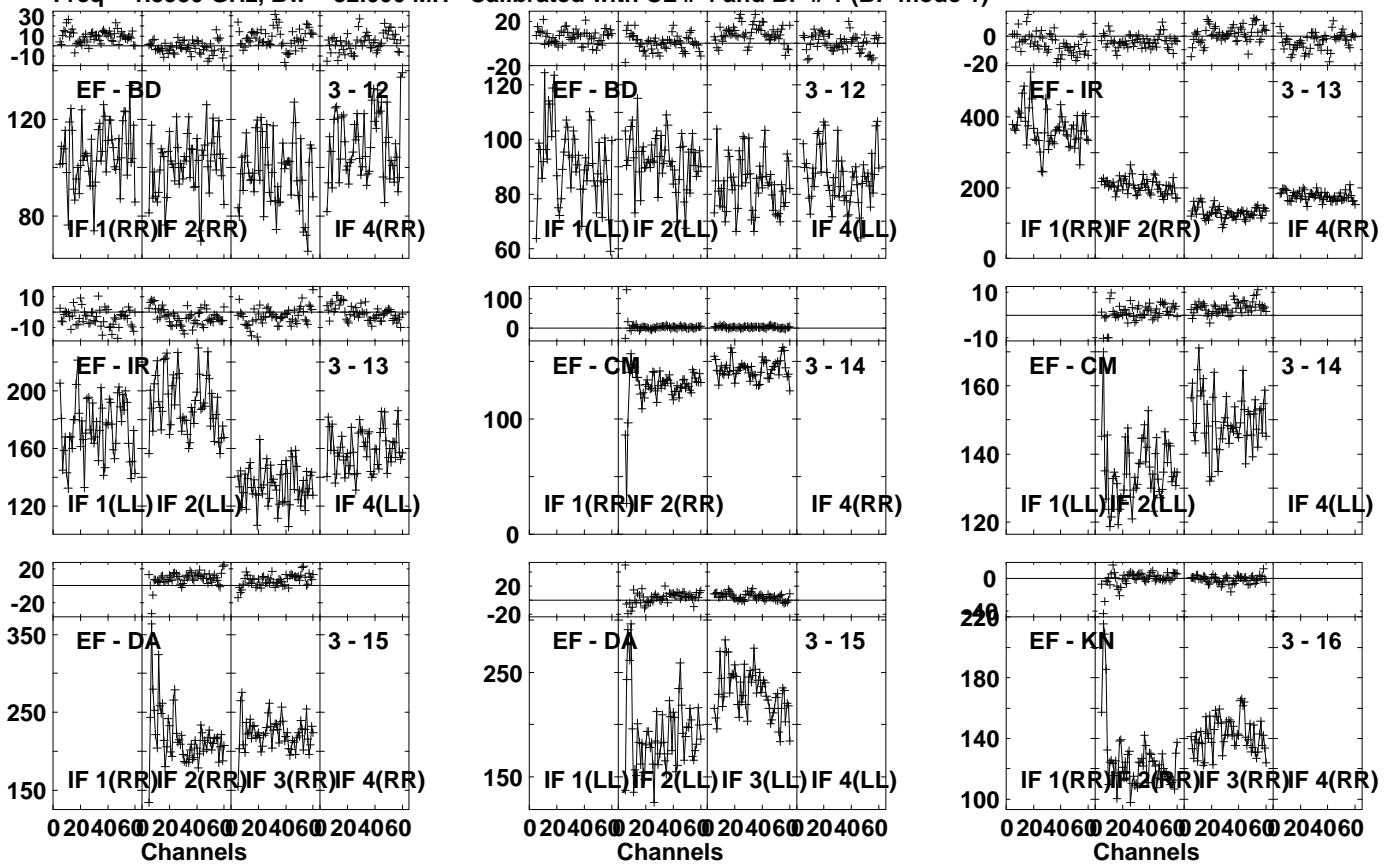 Calibrated with CL # 4 and BP # 1 (BP mode 1)
30
10
-10
EF - BD 3 - 12
120
80
IF 1(RR) IF 2(RR) IF 4(RR)
20
-20
EF - BD 3 - 12
120
100
80
60
IF 1(LL) IF 2(LL) IF 4(LL)
0
-20
EF - IR 3 - 13
400
200
0
IF 1(RR) IF 2(RR) IF 4(RR)
10
-10
EF - IR 3 - 13
200
160
120
IF 1(LL) IF 2(LL) IF 4(LL)
100
0
EF - CM 3 - 14
100
0
IF 1(RR) IF 2(RR) IF 4(RR)
10
-10
EF - CM 3 - 14
160
140
120
IF 1(LL) IF 2(LL) IF 4(LL)
20
-20
EF - DA 3 - 15
350
250
150
IF 1(RR) IF 2(RR) IF 3(RR) IF 4(RR)
0 20 40 60 0 20 40 60 0 20 40 60 0 20 40 60
Channels
20
-20
EF - DA 3 - 15
250
150
IF 1(LL) IF 2(LL) IF 3(LL) IF 4(LL)
0 20 40 60 0 20 40 60 0 20 40 60 0 20 40 60
Channels
0
-40
EF - KN 3 - 16
220
180
140
100
IF 1(RR) IF 2(RR) IF 3(RR) IF 4(RR)
0 20 40 60 0 20 40 60 0 20 40 60 0 20 40 60
Channels